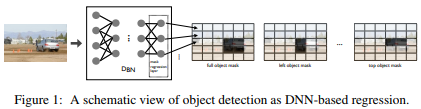 DBN
mask
regression
layer
full object mask
left object mask
top object mask
Figure 1: A schematic view of object detection as DNN-based regression.